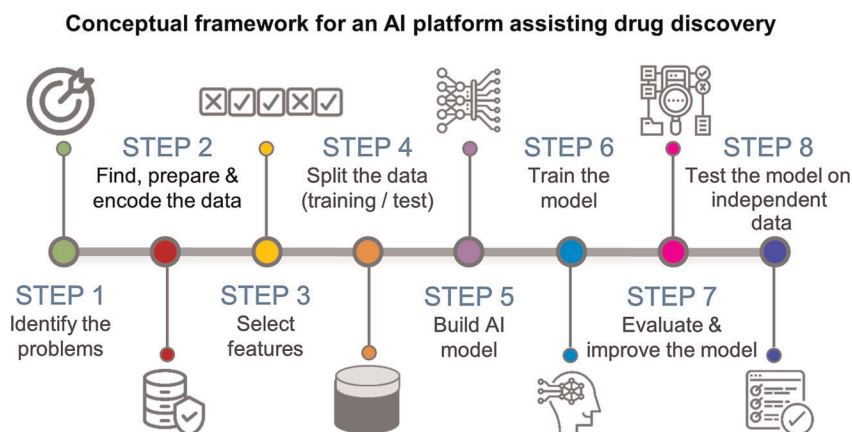 Conceptual framework for an AI platform assisting drug discovery
STEP 1
Identify the
problems
STEP 2
Find, prepare &
encode the data
STEP 3
Select
features
STEP 4
Split the data
(training / test)
STEP 5
Build AI
model
STEP 6
Train the
model
STEP 7
Evaluate &
improve the model
STEP 8
Test the model on
independent
data